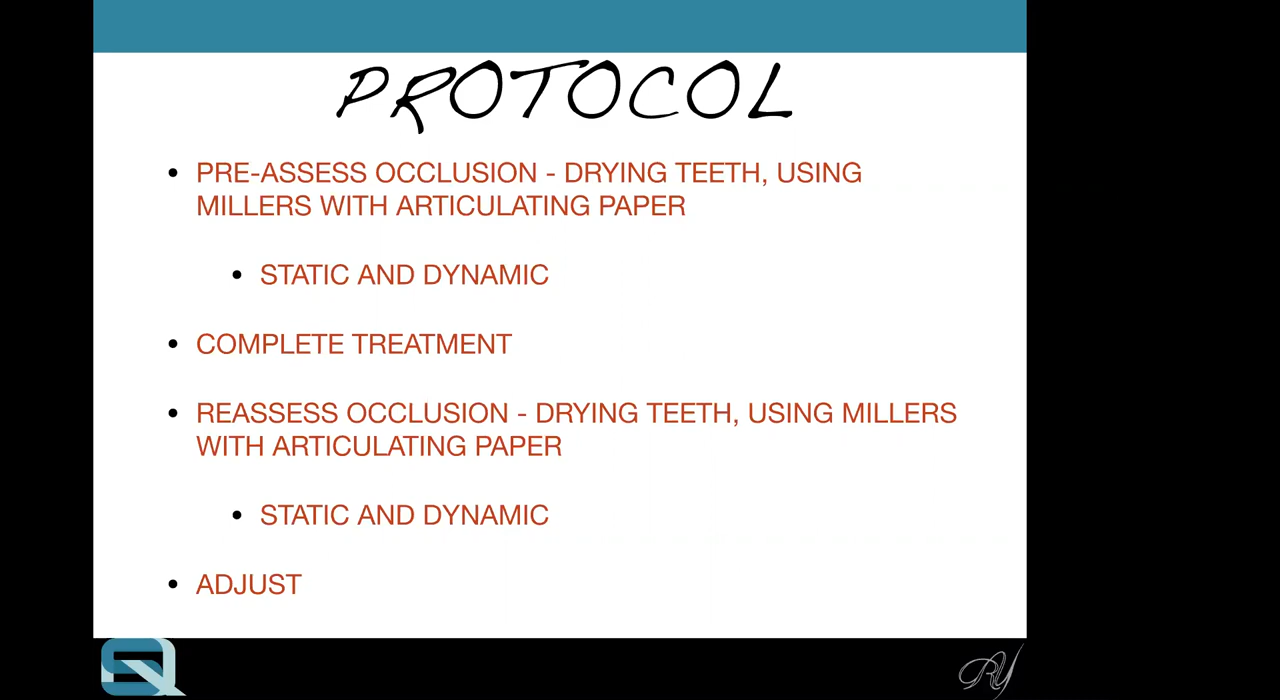 PROTOCOL
• PRE-ASSESS OCCLUSION - DRYING TEETH, USING
MILLERS WITH ARTICULATING PAPER
• STATIC AND DYNAMIC
• COMPLETE TREATMENT
• REASSESS OCCLUSION - DRYING TEETH, USING MILLERS
WITH ARTICULATING PAPER
• STATIC AND DYNAMIC
• ADJUST
RY